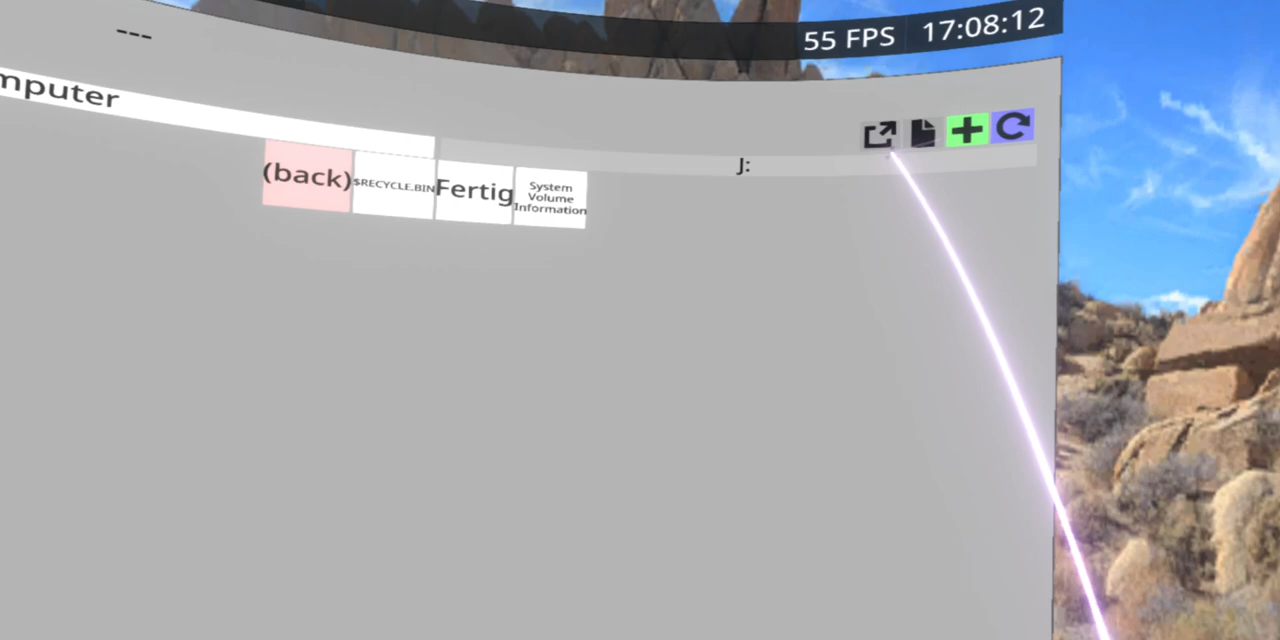 55 FPS 17:08:12
---
mputer
J:
(back)
$RECYCLE.BIN
Fertig
System
Volume
Information